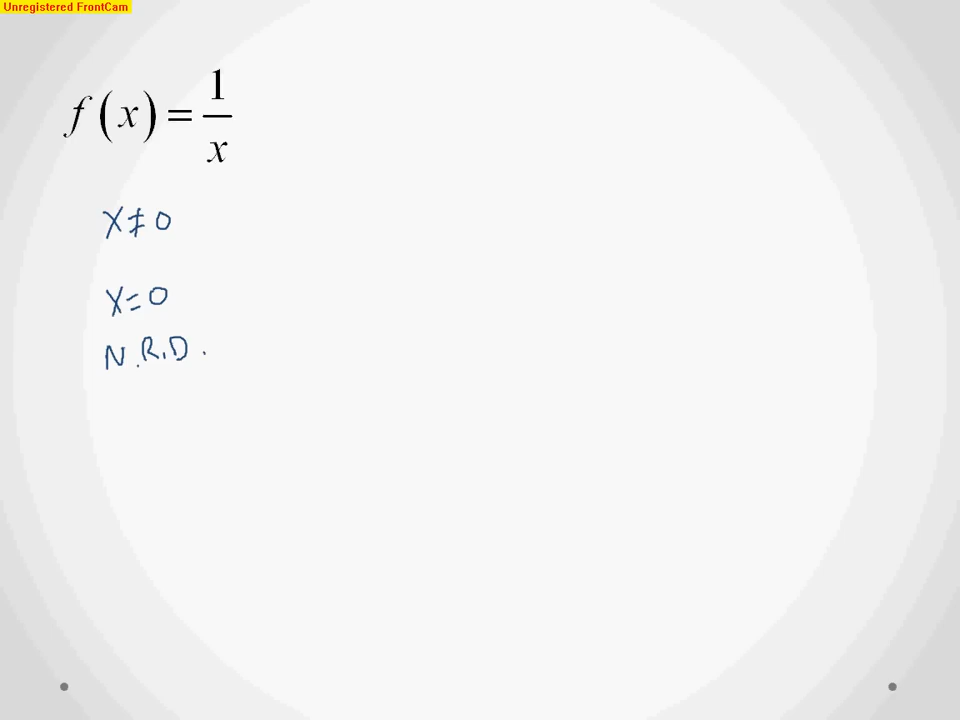 Unregistered FrontCam
f(x) = 1/x
x ≠ 0
x = 0
N.R.D.